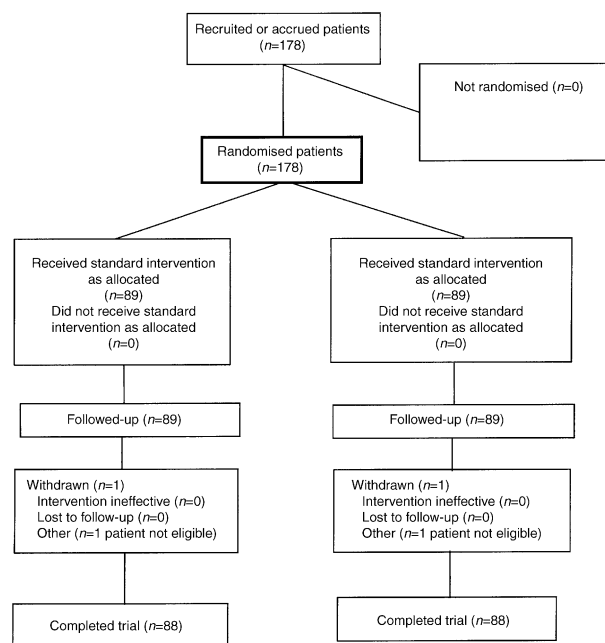 Recruited or accrued patients
(n=178)
Not randomised (n=0)
Randomised patients
(n=178)
Received standard intervention
as allocated
(n=89)
Did not receive standard
intervention as allocated
(n=0)
Received standard intervention
as allocated
(n=89)
Did not receive standard
intervention as allocated
(n=0)
Followed-up (n=89)
Followed-up (n=89)
Withdrawn (n=1)
Intervention ineffective (n=0)
Lost to follow-up (n=0)
Other (n=1 patient not eligible)
Withdrawn (n=1)
Intervention ineffective (n=0)
Lost to follow-up (n=0)
Other (n=1 patient not eligible)
Completed trial (n=88)
Completed trial (n=88)